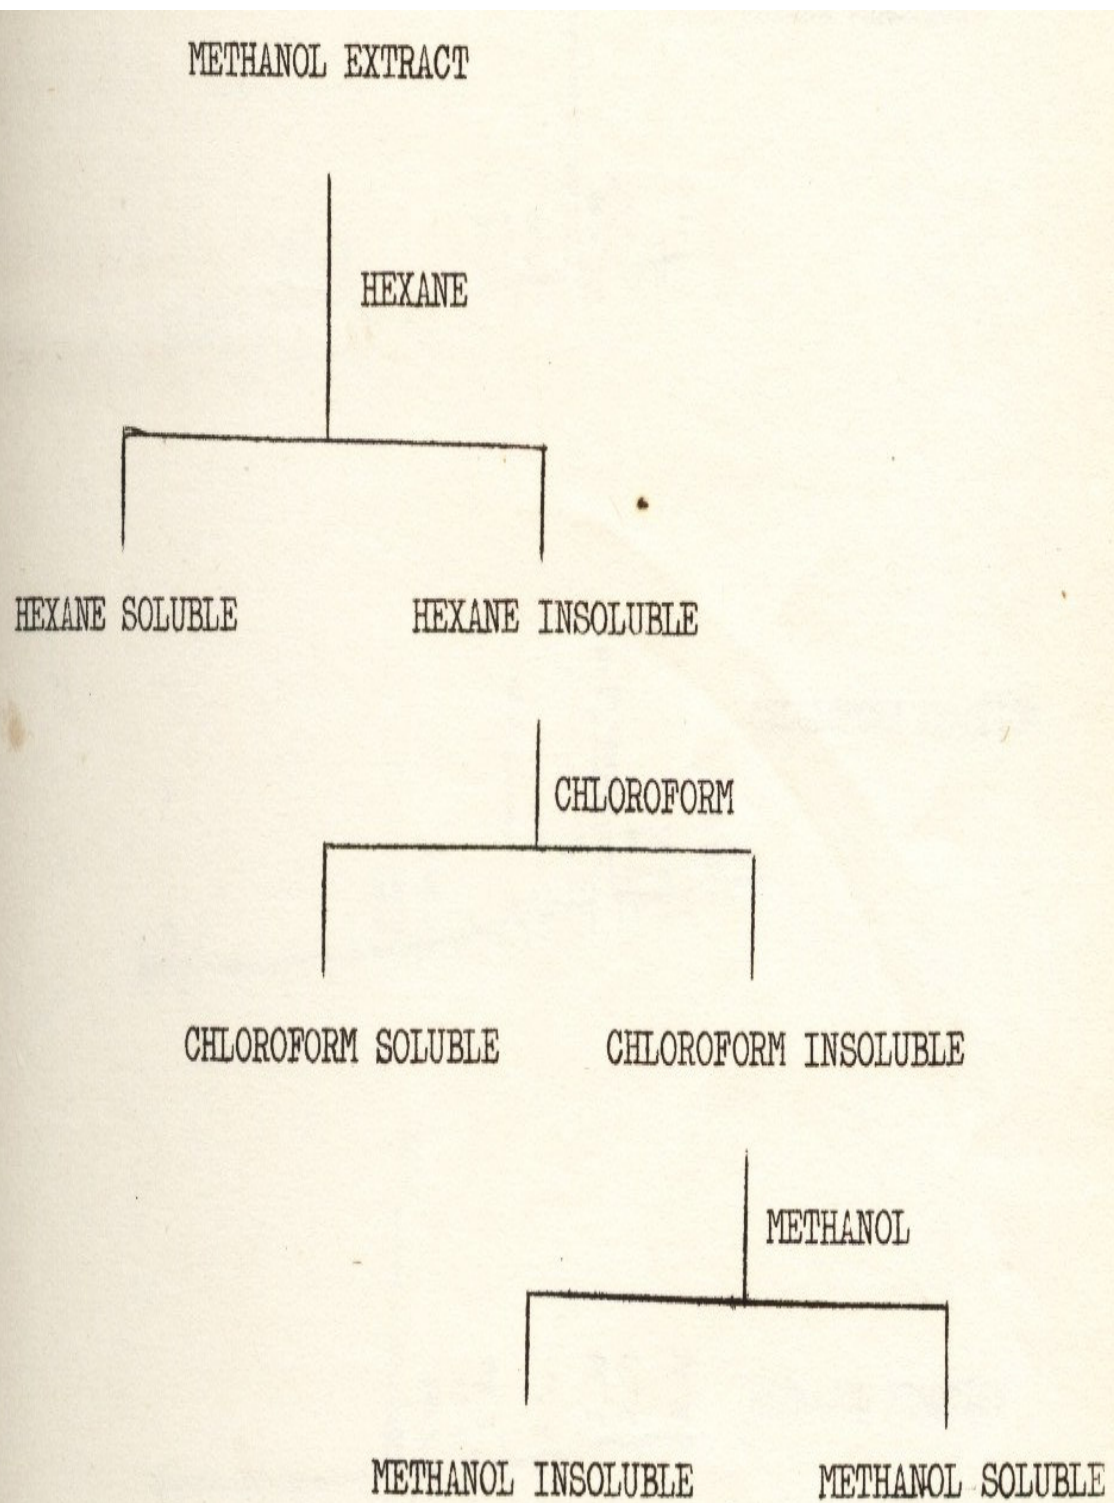 METHANOL EXTRACT
HEXANE
HEXANE SOLUBLE HEXANE INSOLUBLE
CHLOROFORM
CHLOROFORM SOLUBLE CHLOROFORM INSOLUBLE
METHANOL
METHANOL INSOLUBLE METHANOL SOLUBLE